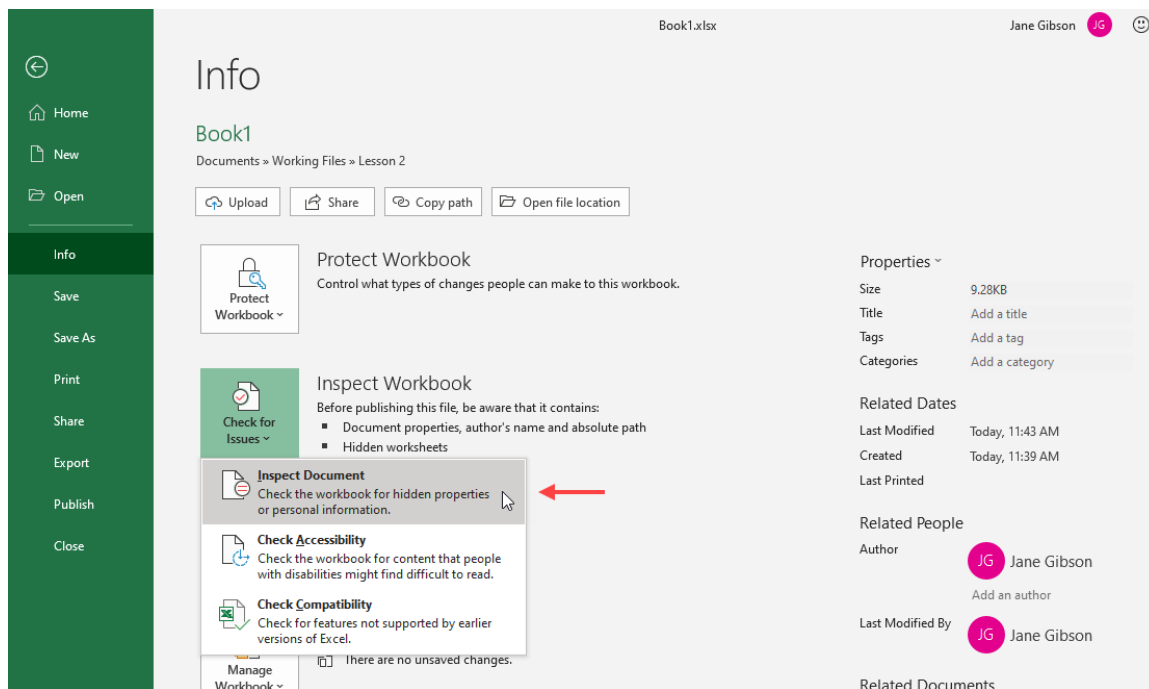 Book1.xlsx
Jane Gibson JG
Info
Home
New
Open
Info
Save
Save As
Print
Share
Export
Publish
Close
Book1
Documents » Working Files » Lesson 2
Upload
Share
Copy path
Open file location
Protect
Workbook
Protect Workbook
Control what types of changes people can make to this workbook.
Check for
Issues
Inspect Workbook
Before publishing this file, be aware that it contains:
Document properties, author's name and absolute path
Hidden worksheets
Inspect Document
Check the workbook for hidden properties
or personal information.
Check Accessibility
Check the workbook for content that people
with disabilities might find difficult to read.
Check Compatibility
Check for features not supported by earlier
versions of Excel.
Manage
Workbook
There are no unsaved changes.
Properties
Size 9.28KB
Title Add a title
Tags Add a tag
Categories Add a category
Related Dates
Last Modified Today, 11:43 AM
Created Today, 11:39 AM
Last Printed
Related People
Author JG Jane Gibson
Add an author
Last Modified By JG Jane Gibson
Related Documents